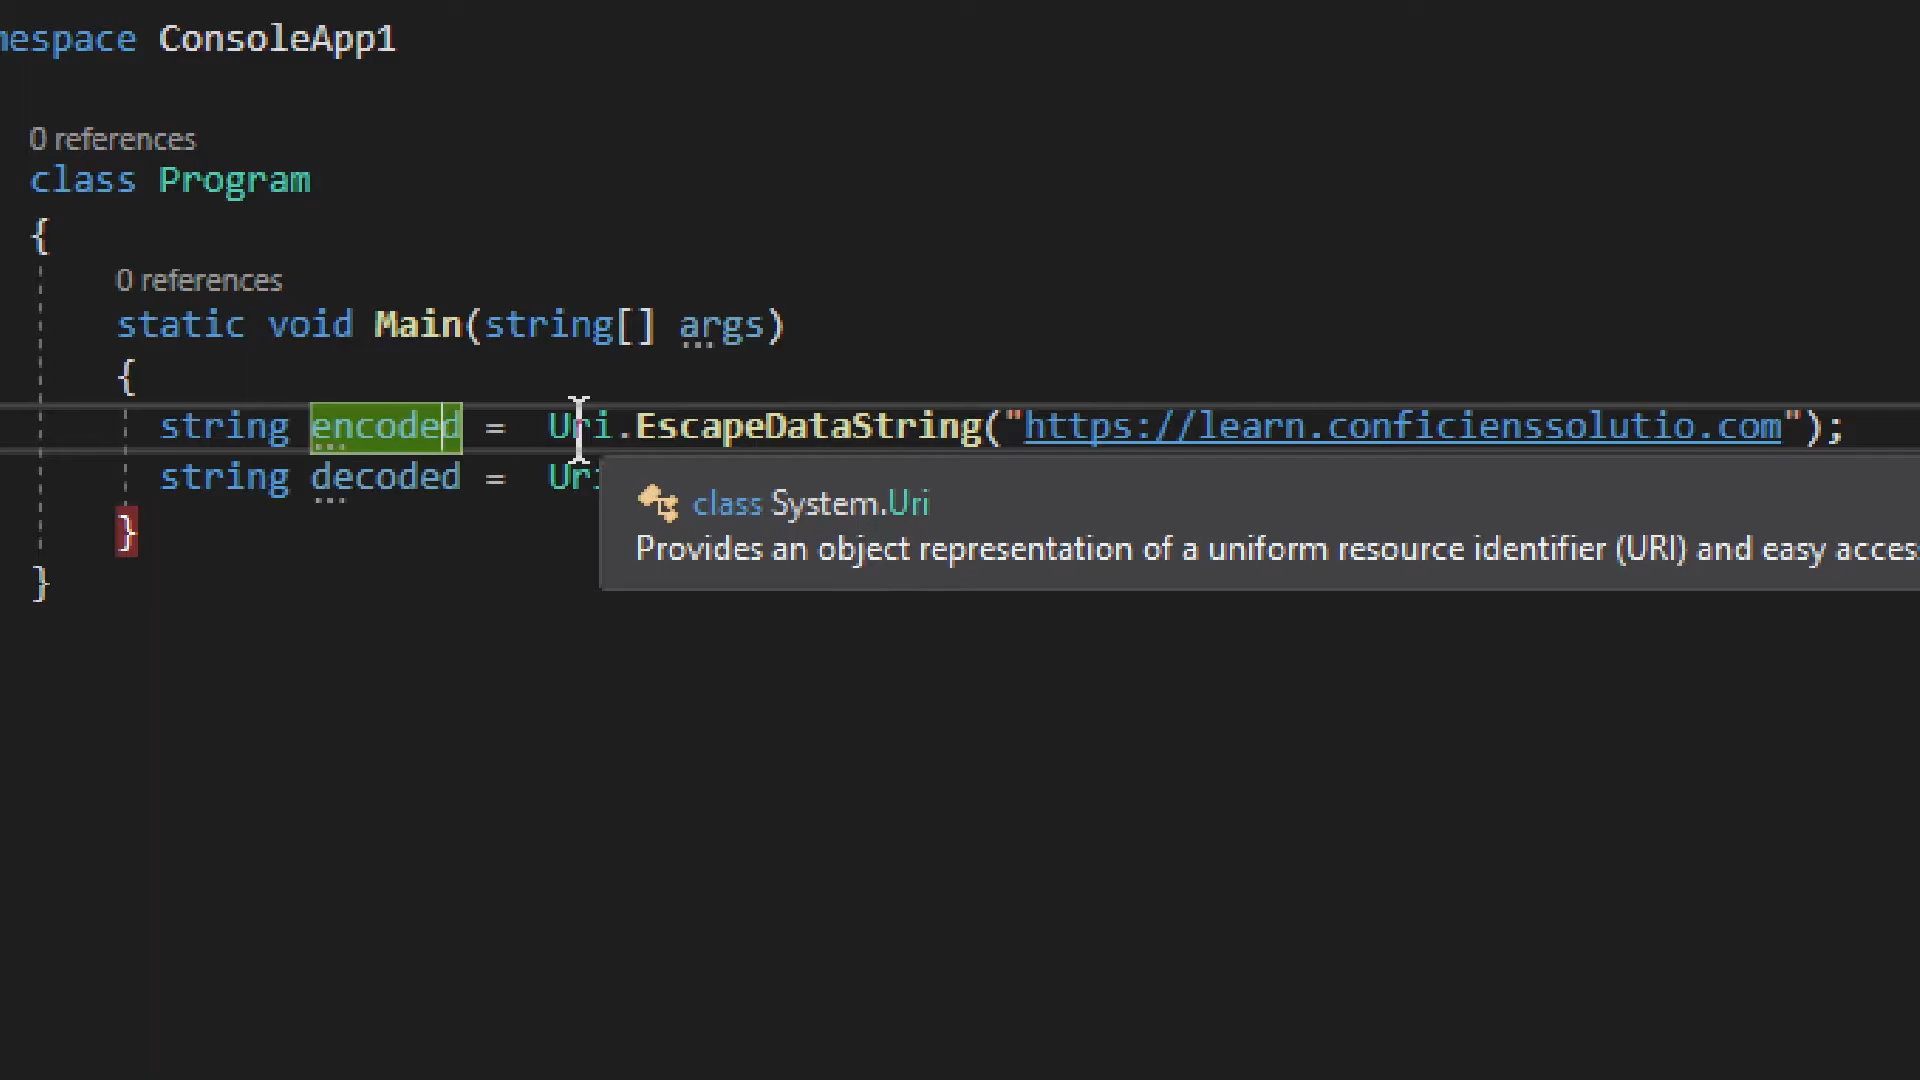 mespace ConsoleApp1
0 references
class Program
{
0 references
static void Main(string[] args)
{
string encoded = Uri.EscapeDataString("https://learn.conficienssolutio.com");
string decoded = Uri
class System.Uri
Provides an object representation of a uniform resource identifier (URI) and easy acces
}
}